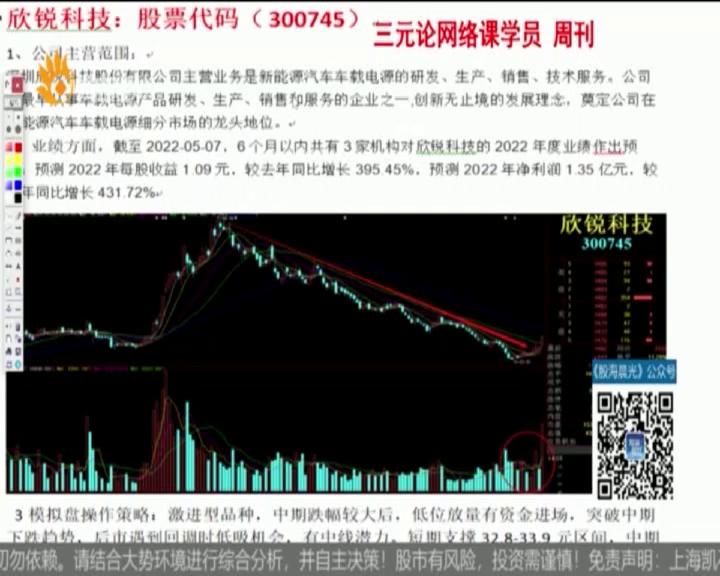 欣锐科技：股票代码（300745）
三元论网络课学员 周刊
1、公司主营范围：
圳欣锐科技股份有限公司主营业务是新能源汽车车载电源的研发、生产、销售、技术服务。公司
最早从事车载电源产品研发、生产、销售和服务的企业之一,创新无止境的发展理念，奠定公司在
能源汽车车载电源细分市场的龙头地位。
业绩方面，截至 2022-05-07，6 个月以内共有 3 家机构对欣锐科技的 2022 年度业绩作出预
预测 2022 年每股收益 1.09 元，较去年同比增长 395.45%，预测 2022 年净利润 1.35 亿元，较
年同比增长 431.72%
欣锐科技
300745
《股海晨光》公众号
3 模拟盘操作策略：激进型品种，中期跌幅较大后，低位放量有资金进场，突破中期
下跌趋势，后市遇到回调时低吸机会，有中线潜力。短期支撑 32.8-33.9 元区间，中期
切勿依赖。请结合大势环境进行综合分析，并自主决策！股市有风险，投资需谨慎！免责声明：上海凯